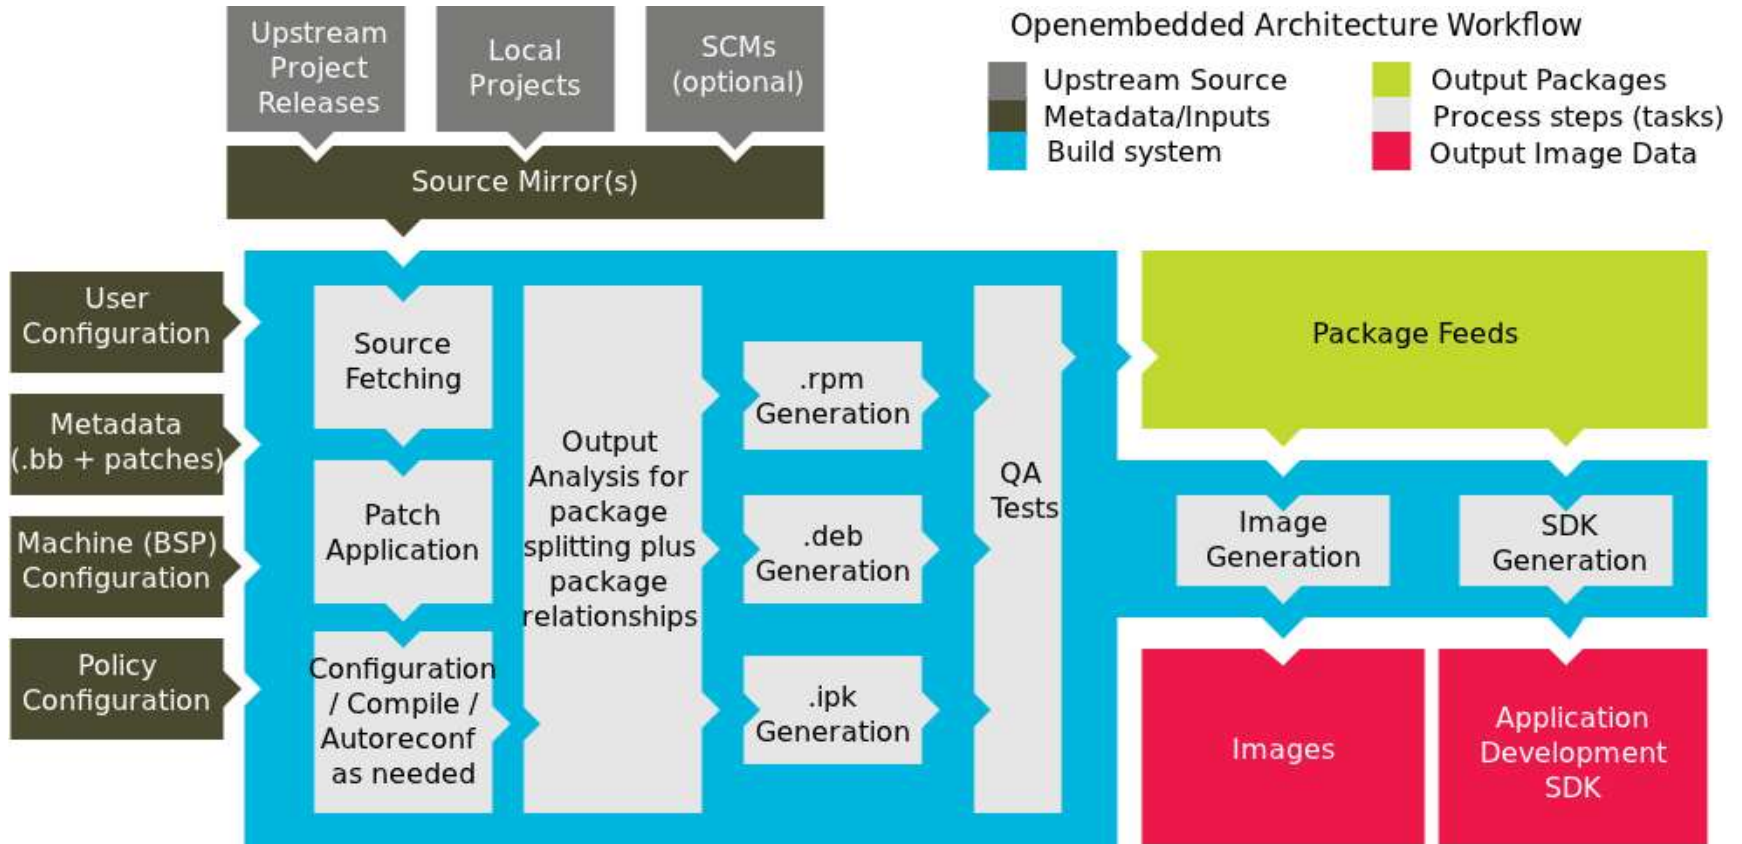 Openembedded Architecture Workflow
Upstream Source
Metadata/Inputs
Build system
Output Packages
Process steps (tasks)
Output Image Data
Upstream
Project
Releases
Local
Projects
SCMs
(optional)
Source Mirror(s)
User
Configuration
Metadata
(.bb + patches)
Machine (BSP)
Configuration
Policy
Configuration
Source
Fetching
Patch
Application
Configuration
/ Compile /
Autoreconf
as needed
Output
Analysis for
package
splitting plus
package
relationships
.rpm
Generation
.deb
Generation
.ipk
Generation
QA
Tests
Package Feeds
Image
Generation
SDK
Generation
Images
Application
Development
SDK